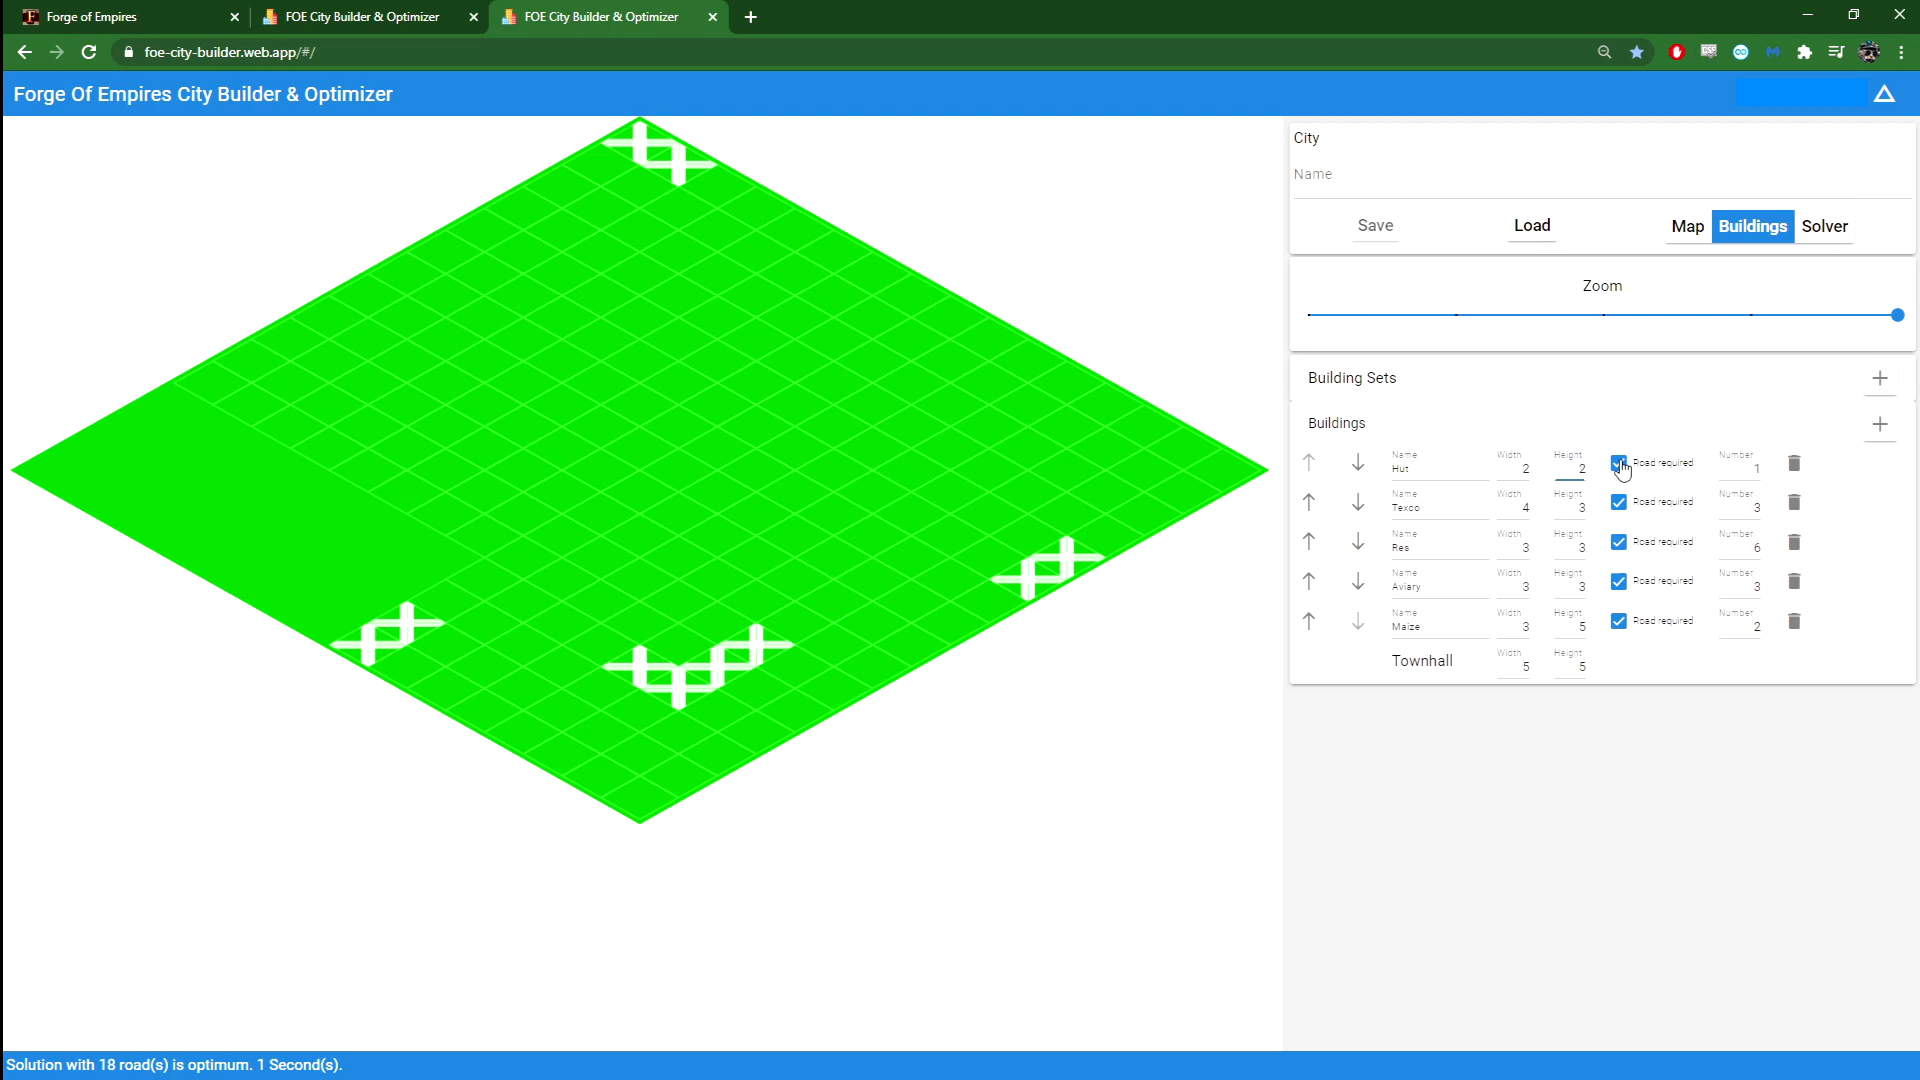 Forge of Empires
FOE City Builder & Optimizer
FOE City Builder & Optimizer
foe-city-builder.web.app/#/
Forge Of Empires City Builder & Optimizer
City
Name
Save Load Map Buildings Solver
Zoom
Building Sets
Buildings
Name Width Height Number
Hut 2 2 Road required 1
Name Width Height Number
Texco 4 3 Road required 3
Name Width Height Number
Res 3 3 Road required 6
Name Width Height Number
Aviary 3 3 Road required 3
Name Width Height Number
Maize 3 5 Road required 2
Width Height
Townhall 5 5
Solution with 18 road(s) is optimum. 1 Second(s).